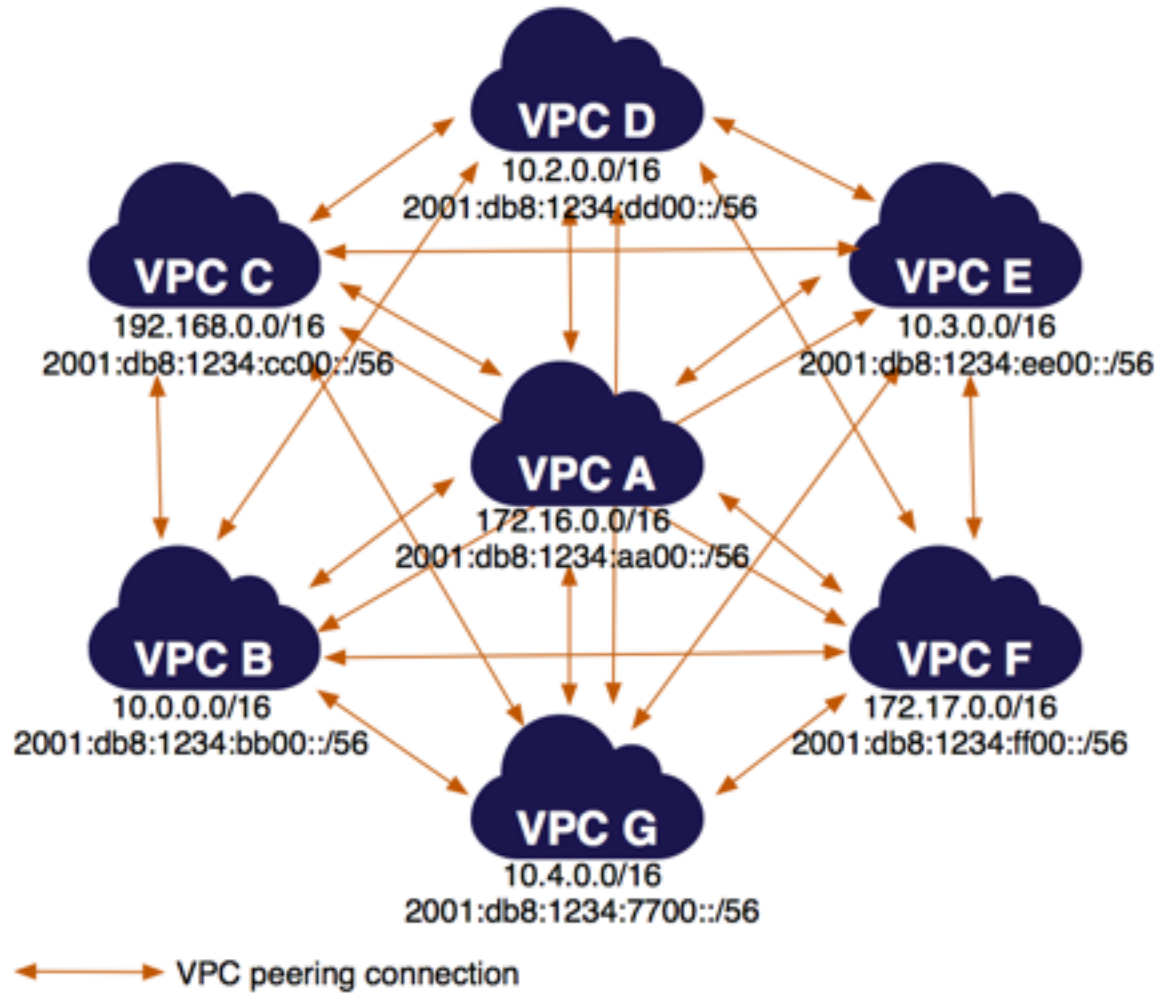 VPC D
10.2.0.0/16
2001:db8:1234:dd00::/56
VPC C
192.168.0.0/16
2001:db8:1234:cc00::/56
VPC E
10.3.0.0/16
2001:db8:1234:ee00::/56
VPC A
172.16.0.0/16
2001:db8:1234:aa00::/56
VPC B
10.0.0.0/16
2001:db8:1234:bb00::/56
VPC F
172.17.0.0/16
2001:db8:1234:ff00::/56
VPC G
10.4.0.0/16
2001:db8:1234:7700::/56
VPC peering connection